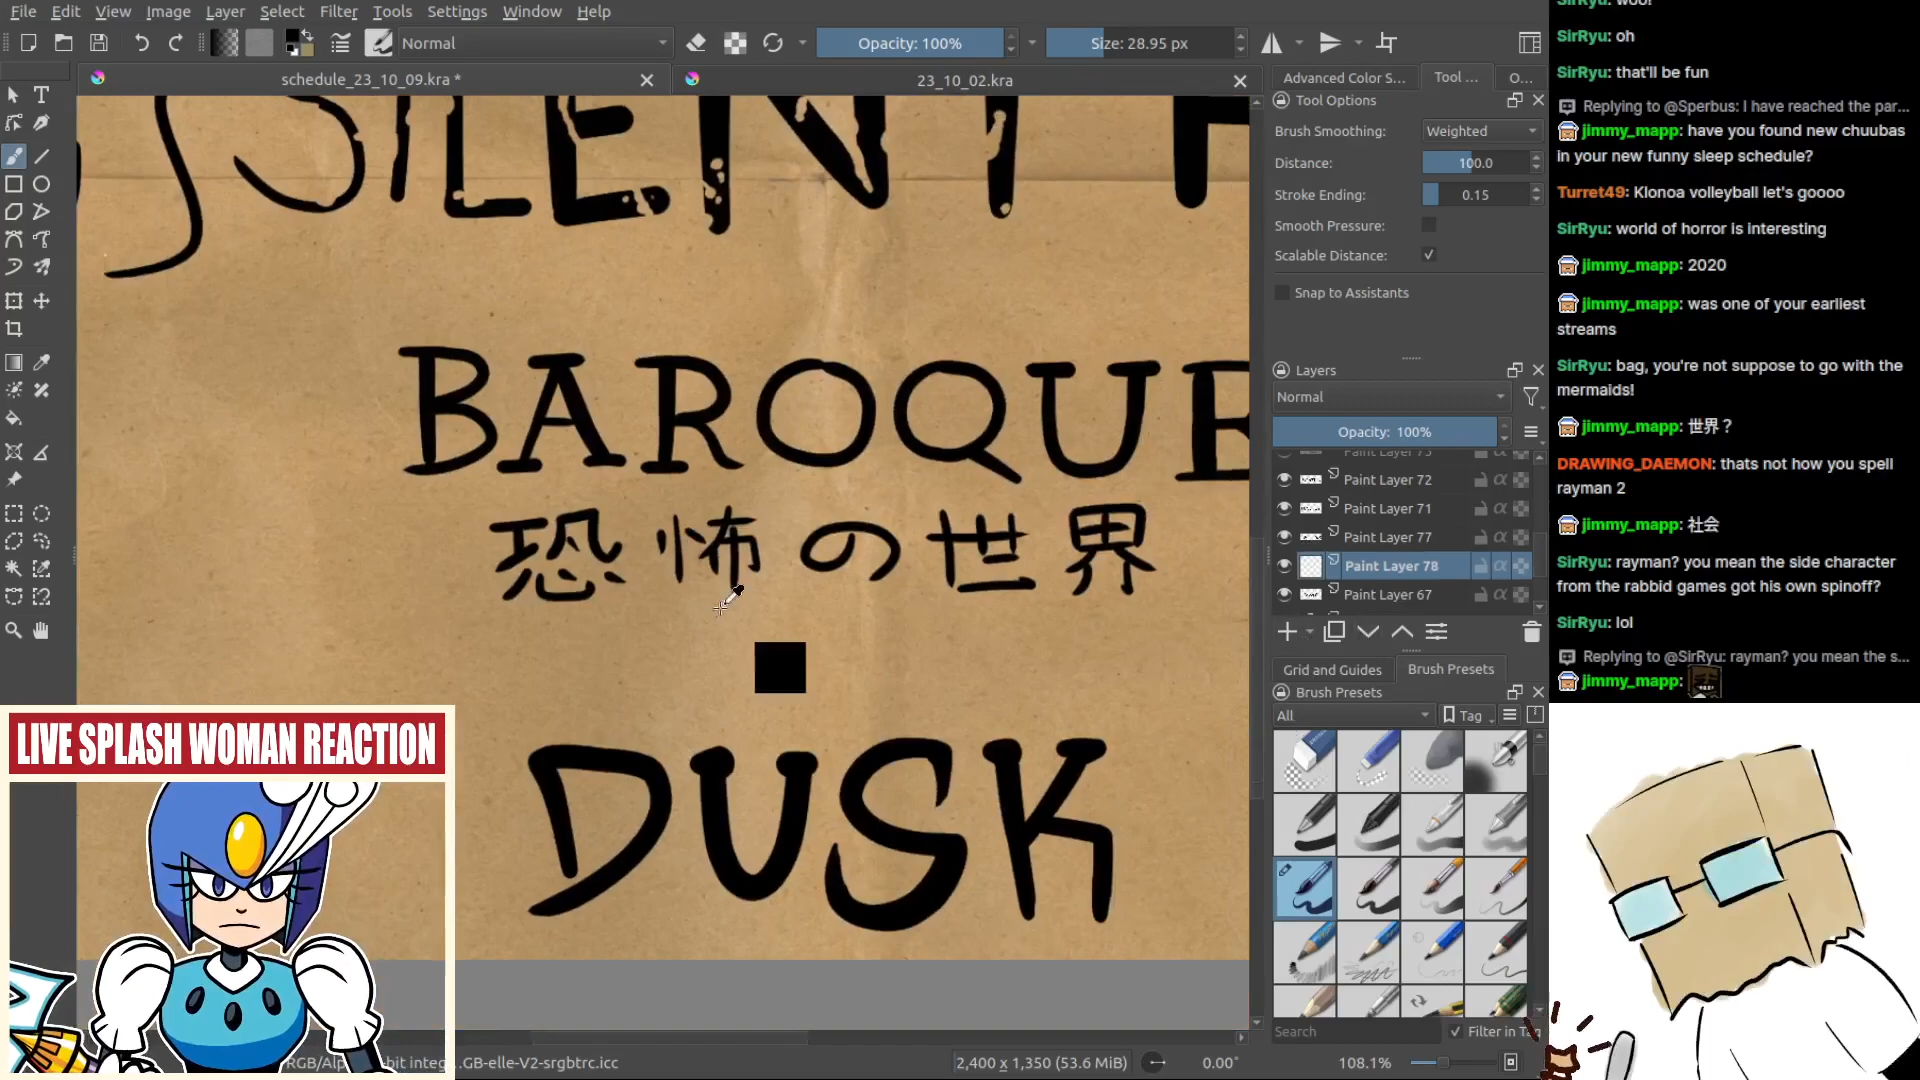 File Edit View Image Layer Select Filter Tools Settings Window Help
Normal
Opacity: 100%
Size: 28.95 px
schedule_23_10_09.kra *
23_10_02.kra
Advanced Color S...
Tool ...
O...
Tool Options
Brush Smoothing:
Weighted
Distance:
100.0
Stroke Ending:
0.15
Smooth Pressure:
Scalable Distance:
Snap to Assistants
Layers
Normal
Opacity: 100%
Paint Layer 72
Paint Layer 71
Paint Layer 77
Paint Layer 78
Paint Layer 67
Grid and Guides
Brush Presets
Brush Presets
All
Tag
Search
Filter in Tag
SILENT H
BAROQUE
恐怖の世界
DUSK
LIVE SPLASH WOMAN REACTION
2,400 x 1,350 (53.6 MiB)
0.00°
108.1%
SirRyu: woo!
SirRyu: oh
SirRyu: that'll be fun
Replying to @Sperbus: I have reached the par...
jimmy_mapp: have you found new chuubas
in your new funny sleep schedule?
Turret49: Klonoa volleyball let's goooo
SirRyu: world of horror is interesting
jimmy_mapp: 2020
jimmy_mapp: was one of your earliest
streams
SirRyu: bag, you're not suppose to go with the
mermaids!
jimmy_mapp: 世界？
DRAWING_DAEMON: thats not how you spell
rayman 2
jimmy_mapp: 社会
SirRyu: rayman? you mean the side character
from the rabbid games got his own spinoff?
SirRyu: lol
Replying to @SirRyu: rayman? you mean the s...
jimmy_mapp: